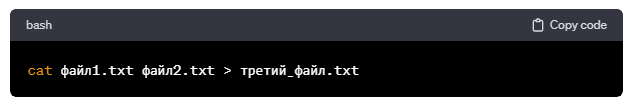 bash
Copy code
cat файл1.txt файл2.txt > третий_файл.txt